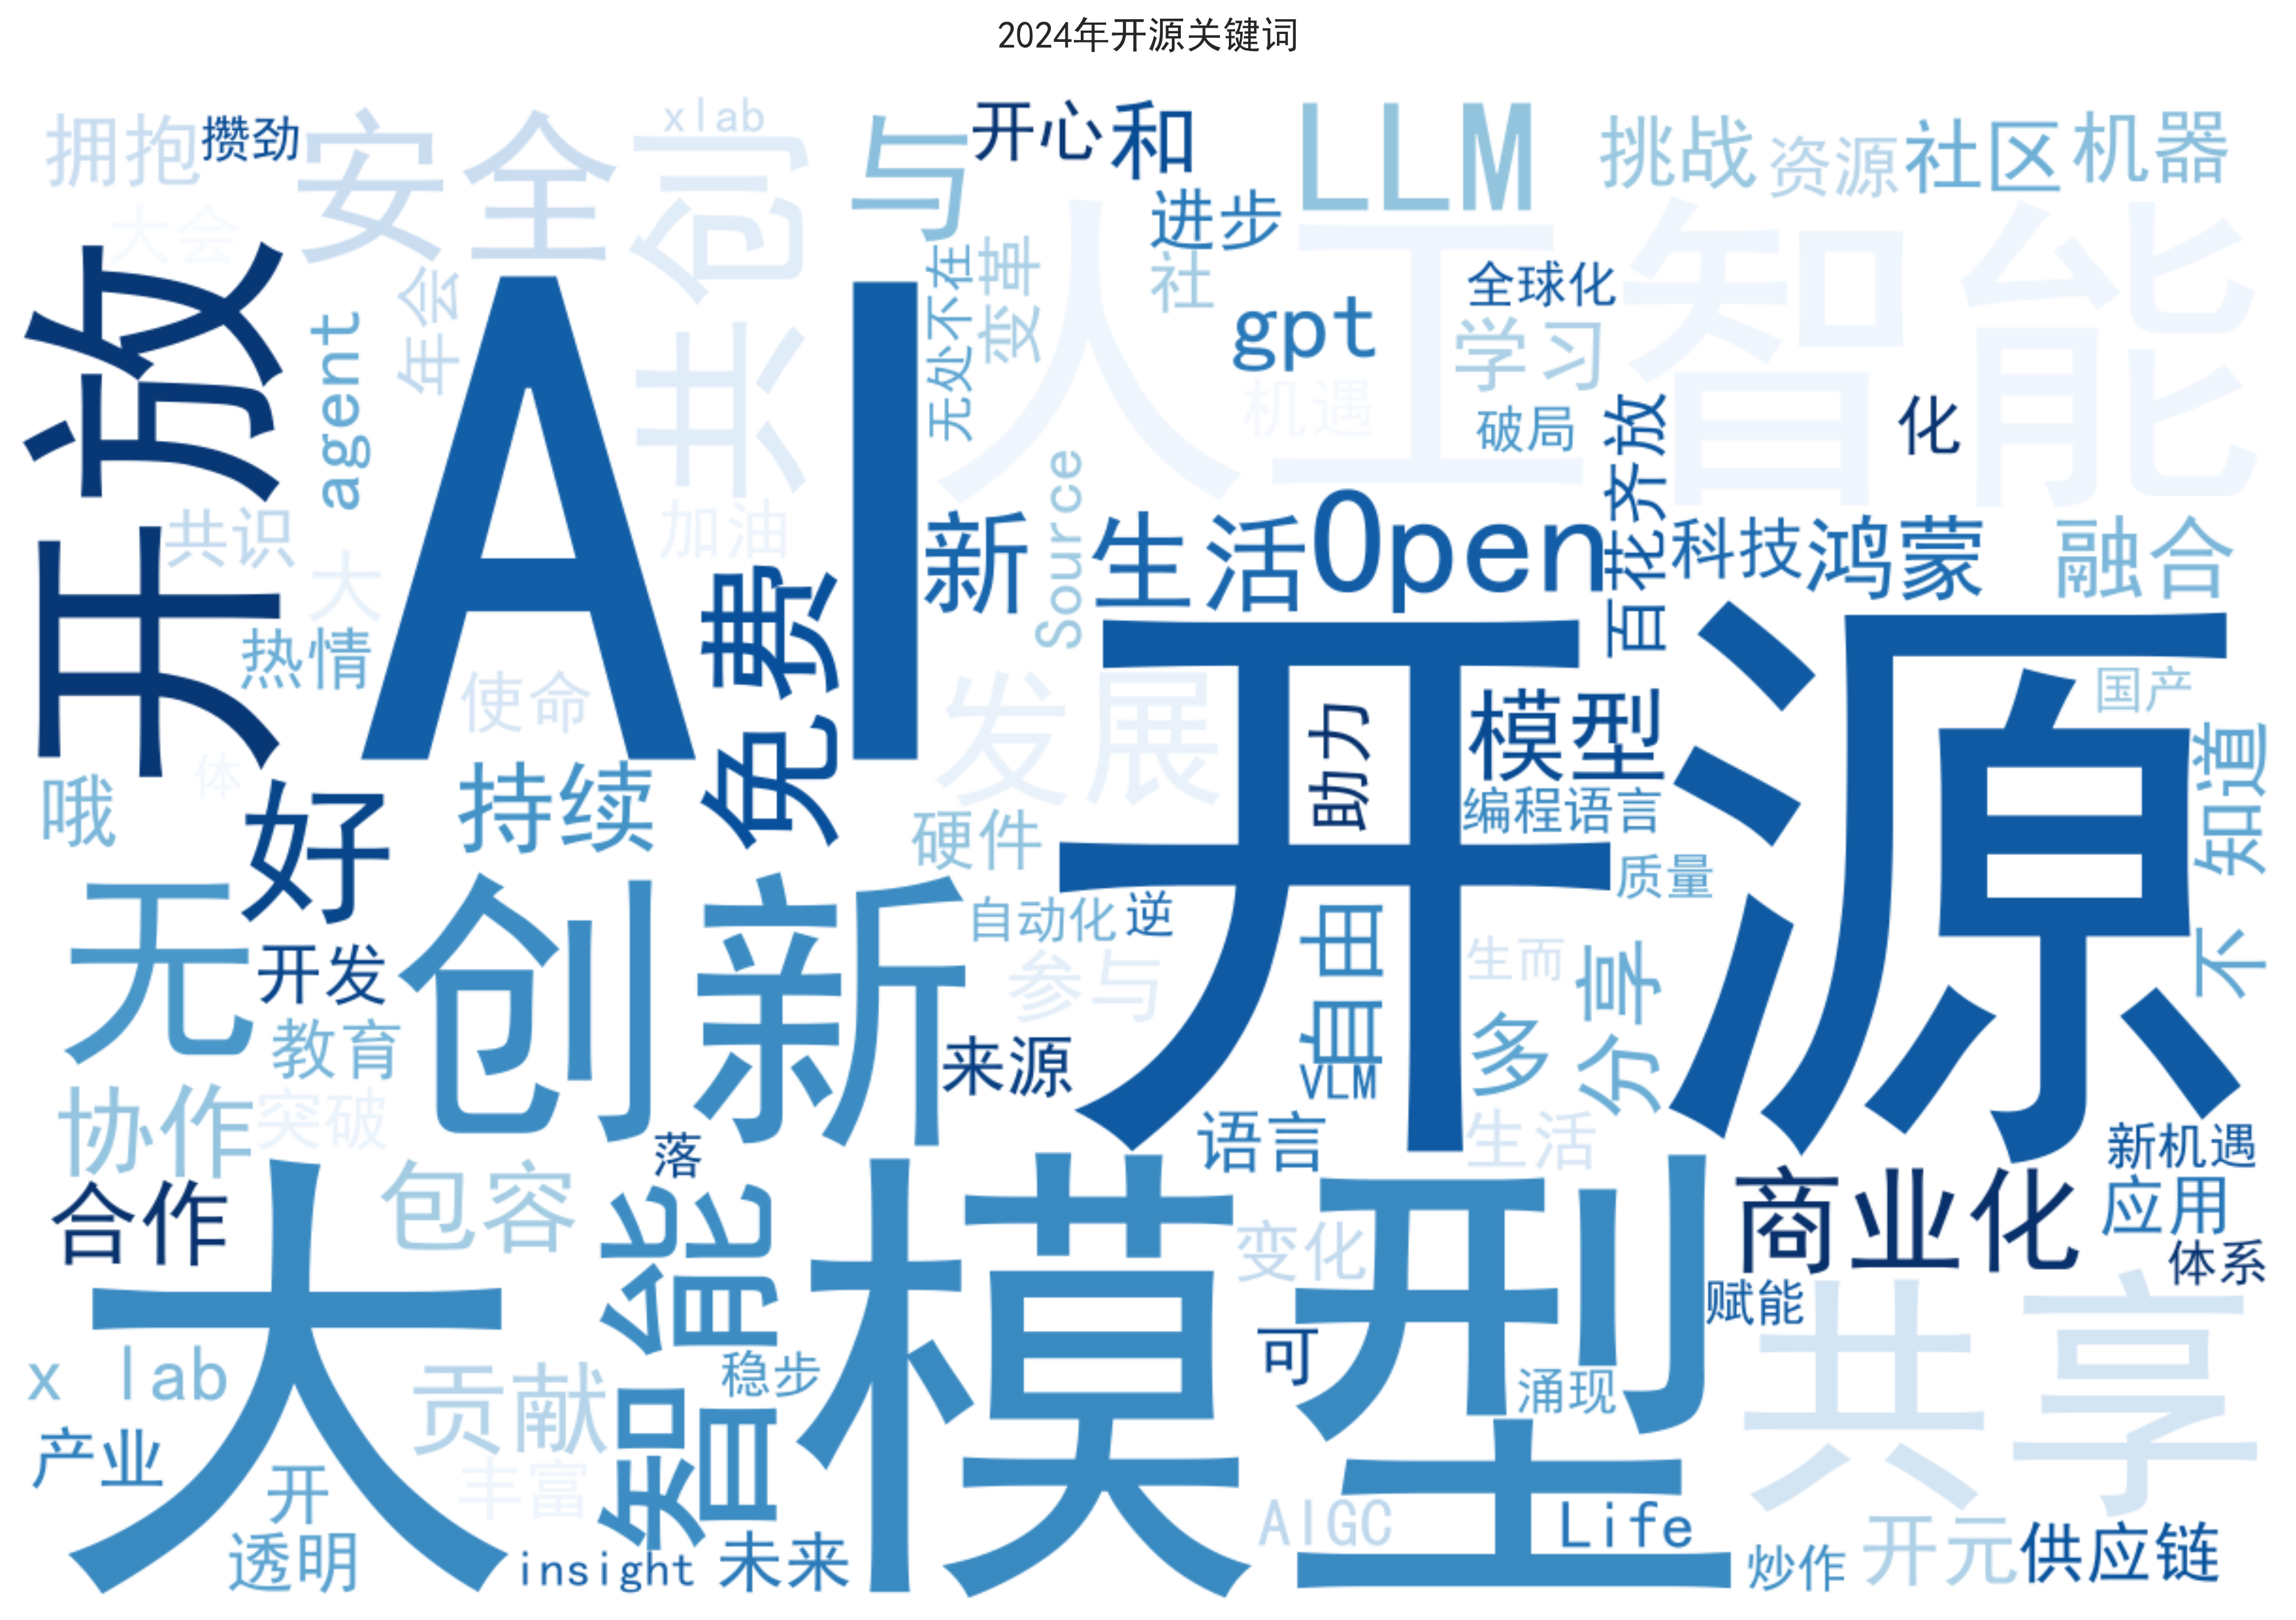 2024年开源关键词
拥抱
攒劲
安全
xlab
共创
与
开心
和
LLM
挑战
资源
社区
机器
大会
开放
agent
年会
AI
无处不在
变革
进步
社
gpt
全球化
学习
机遇
破局
人工智能
百花齐放
化
共识
大
加油
热情
使命
新
Source
生活
Open
科技
鸿蒙
融合
免费
发展
开源
助力
模型
国产
编程语言
不知道
体
哦
好
持续
硬件
质量
无
创新
自动化
逆
开发
参与
自由
生而
分享
教育
来源
VLM
多
协作
突破
落
语言
生活
新机遇
合作
包容
大模型
智能
变化
商业化
应用
体系
赋能
可
共享
x lab
贡献
稳步
涌现
产业
开
丰富
透明
insight
未来
AIGC
Life
炒作
开元
供应链